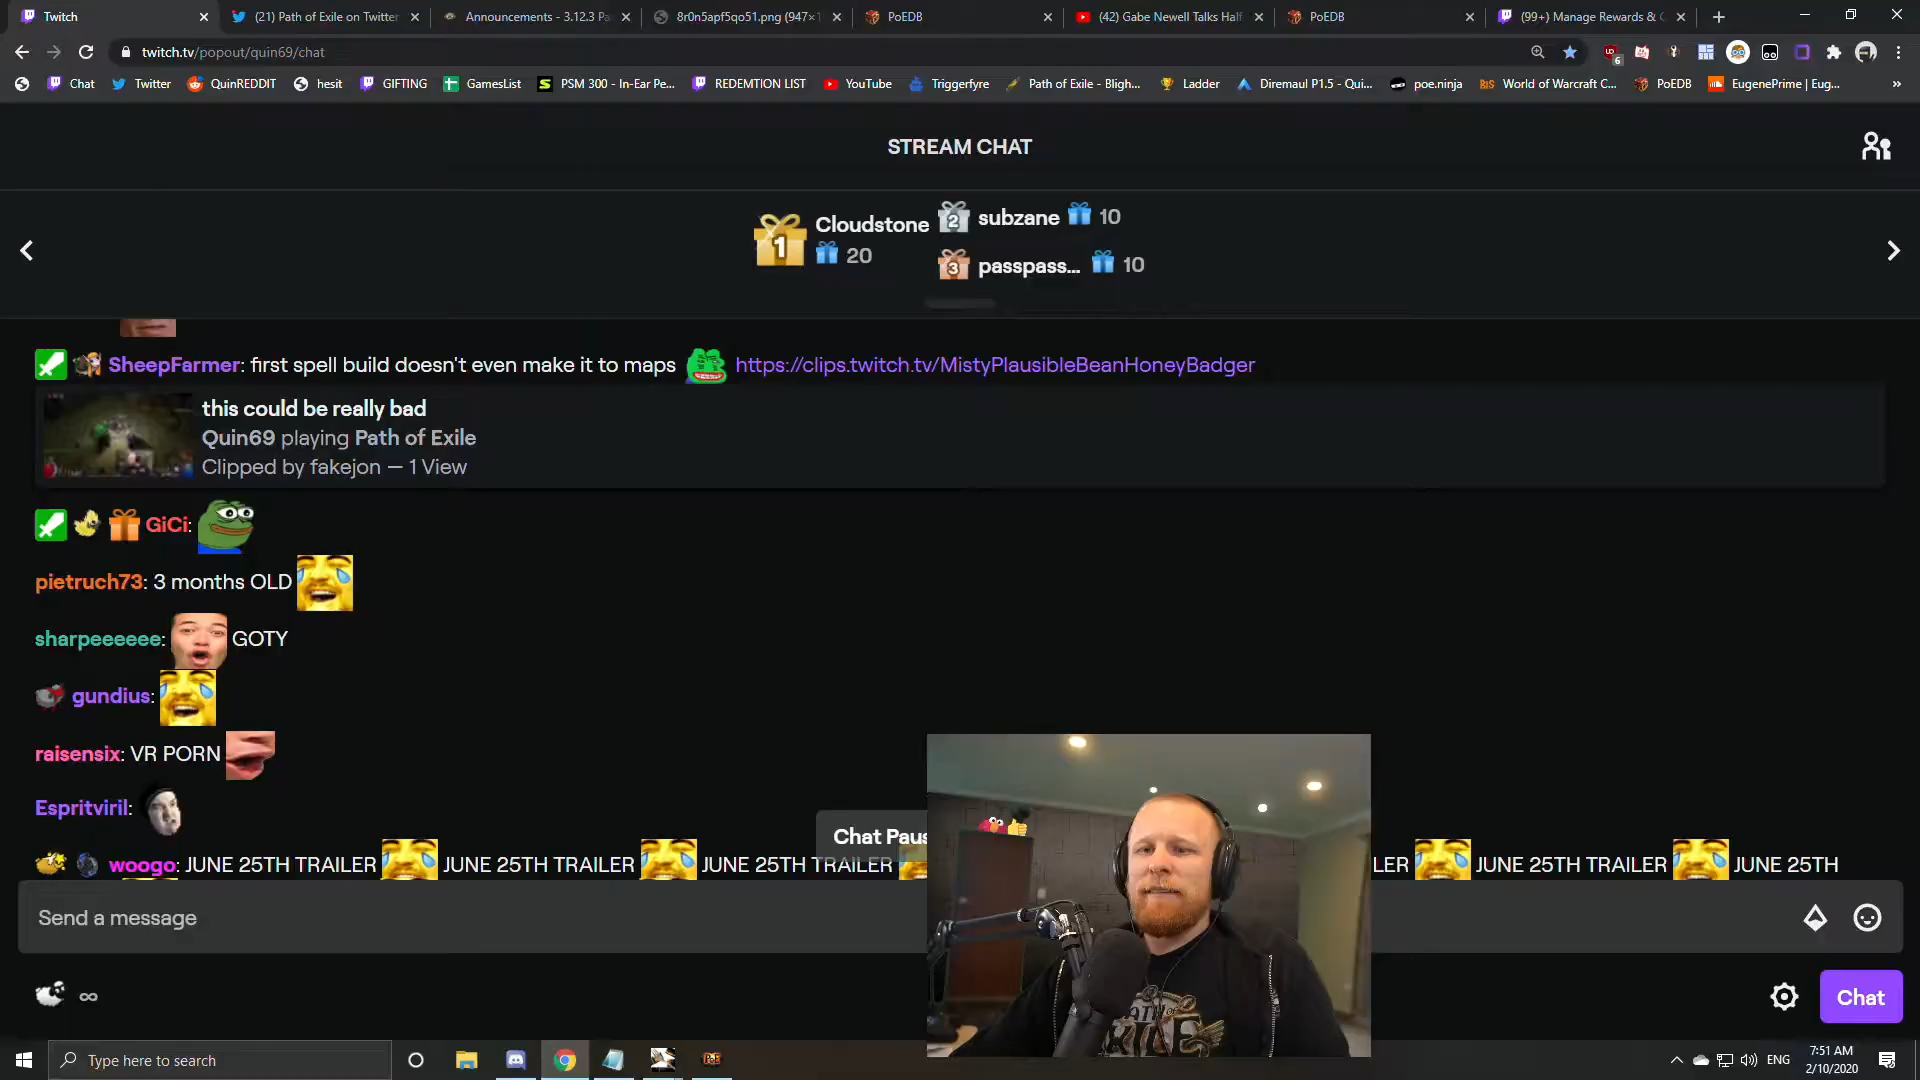 Twitch
(21) Path of Exile on Twitter
Announcements - 3.12.3 Pa
8r0n5apf5qo51.png (947×1
PoEDB
(42) Gabe Newell Talks Half
PoEDB
(99+) Manage Rewards & C
twitch.tv/popout/quin69/chat
6
Chat
Twitter
QuinREDDIT
hesit
GIFTING
GamesList
PSM 300 - In-Ear Pe...
REDEMTION LIST
YouTube
Triggerfyre
Path of Exile - Bligh...
Ladder
Diremaul P1.5 - Qui...
poe.ninja
BIS
World of Warcraft C...
PoEDB
EugenePrime | Eug...
»
STREAM CHAT
1
Cloudstone
20
2
subzane
10
3
passpass...
10
SheepFarmer: first spell build doesn't even make it to maps https://clips.twitch.tv/MistyPlausibleBeanHoneyBadger
this could be really bad
Quin69 playing Path of Exile
Clipped by fakejon — 1 View
GiCi:
pietruch73: 3 months OLD
sharpeeeeee: GOTY
gundius:
raisensix: VR PORN
Espritviril:
Chat Paus
woogo: JUNE 25TH TRAILER JUNE 25TH TRAILER JUNE 25TH TRAILER LER JUNE 25TH TRAILER JUNE 25TH
Send a message
∞
Chat
Type here to search
ENG
7:51 AM
2/10/2020